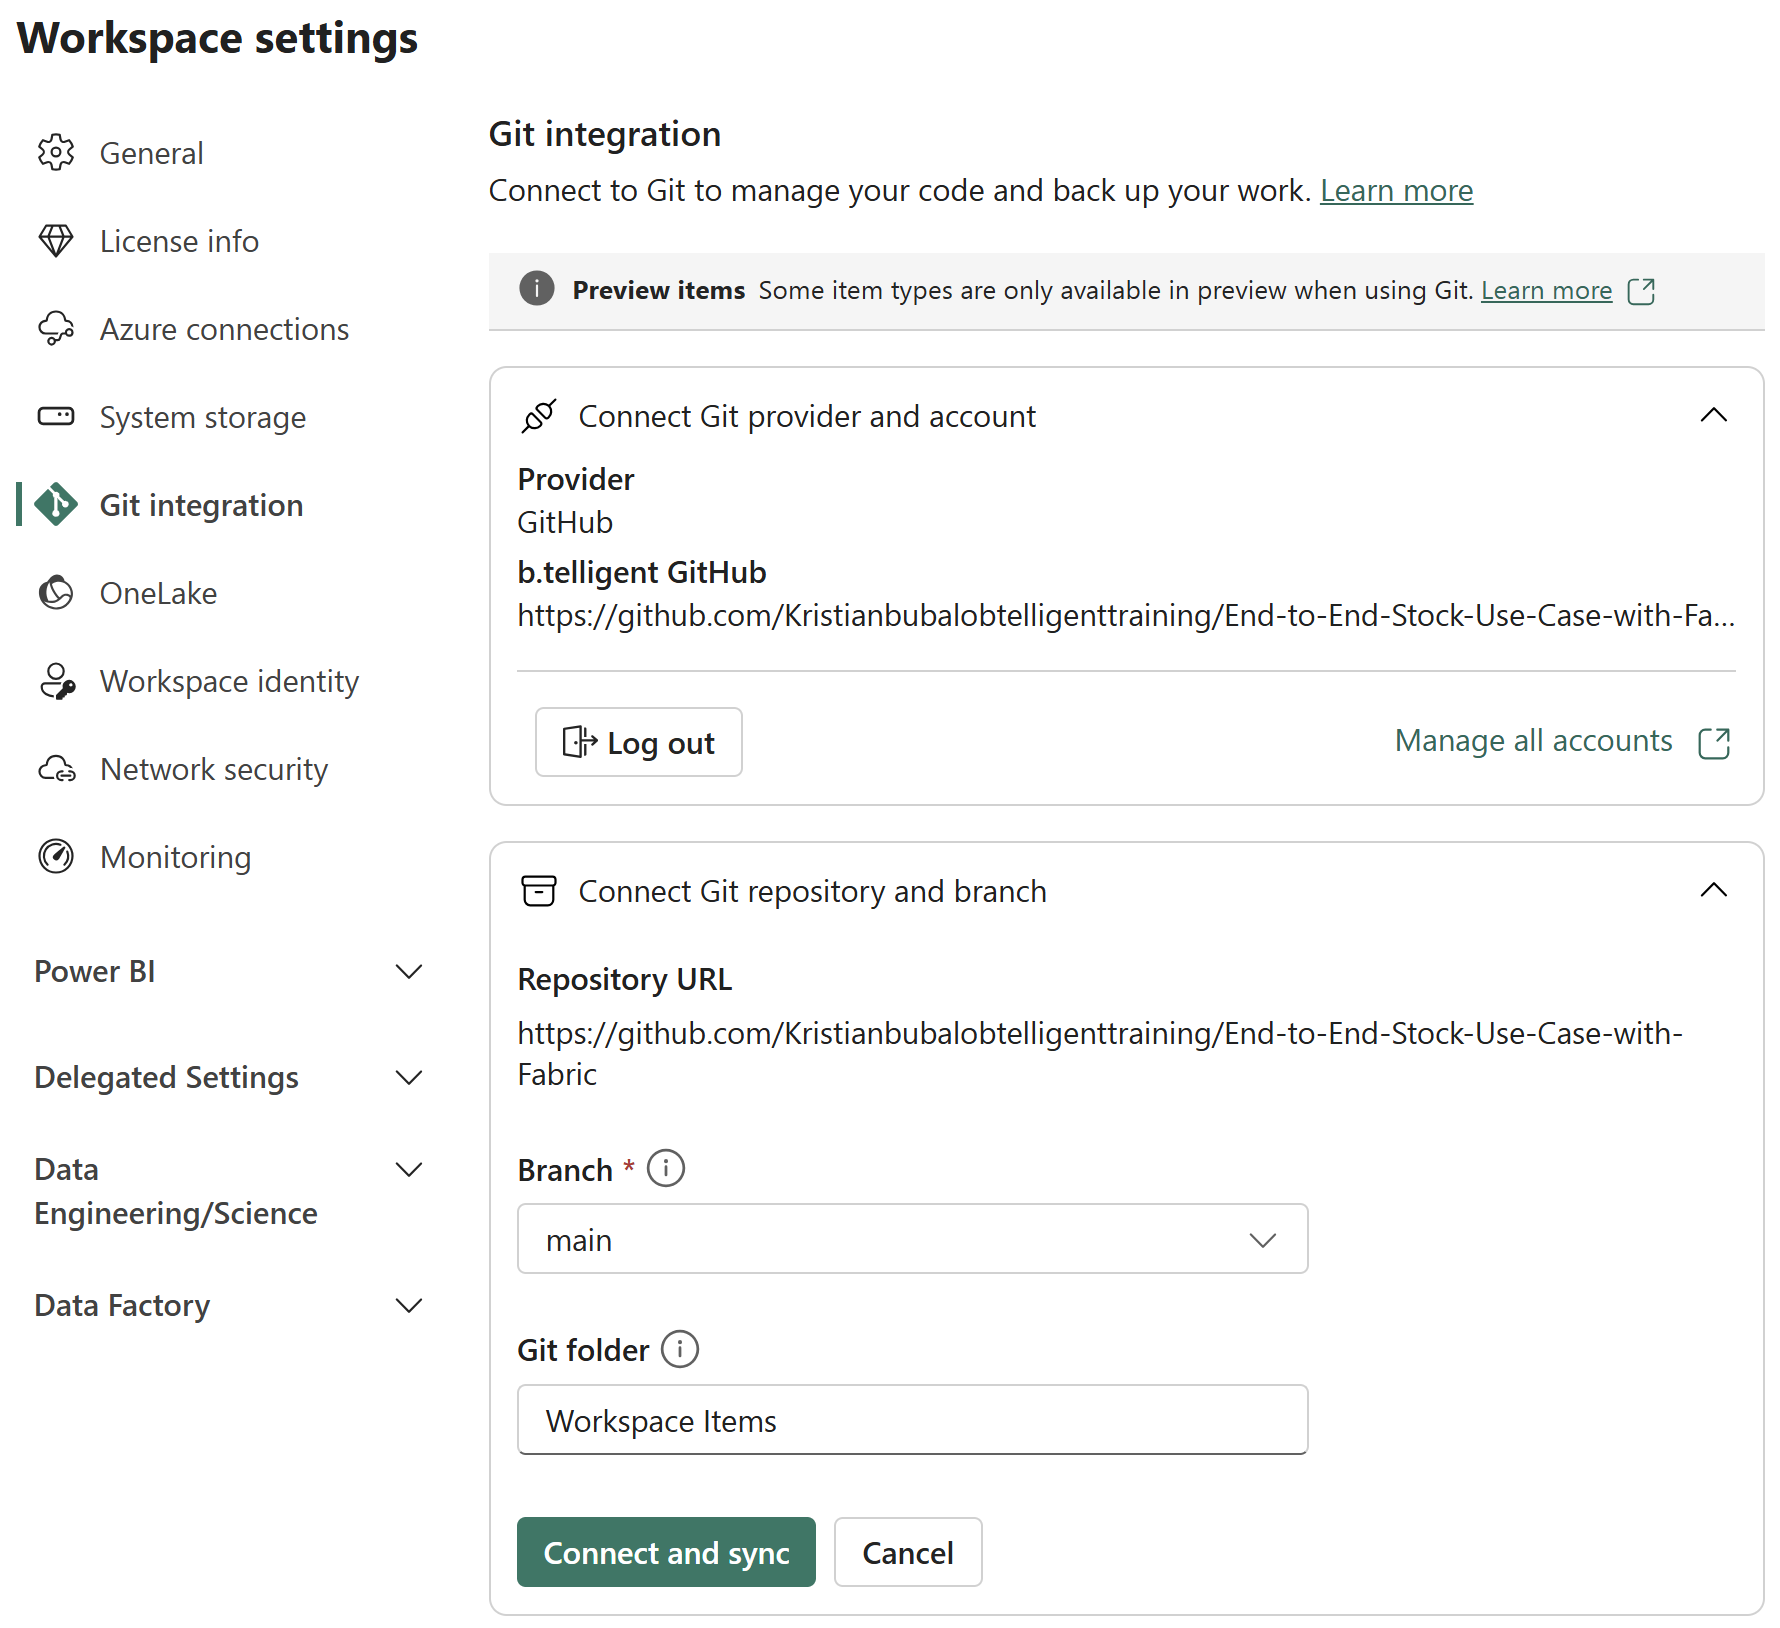 Workspace settings
General
License info
Azure connections
System storage
Git integration
OneLake
Workspace identity
Network security
Monitoring
Power BI
Delegated Settings
Data
Engineering/Science
Data Factory
Git integration
Connect to Git to manage your code and back up your work. Learn more
Preview items Some item types are only available in preview when using Git. Learn more
Connect Git provider and account
Provider
GitHub
b.telligent GitHub
https://github.com/Kristianbubalobtelligenttraining/End-to-End-Stock-Use-Case-with-Fa...
Log out
Manage all accounts
Connect Git repository and branch
Repository URL
https://github.com/Kristianbubalobtelligenttraining/End-to-End-Stock-Use-Case-with-
Fabric
Branch *
main
Git folder
Workspace Items
Connect and sync
Cancel